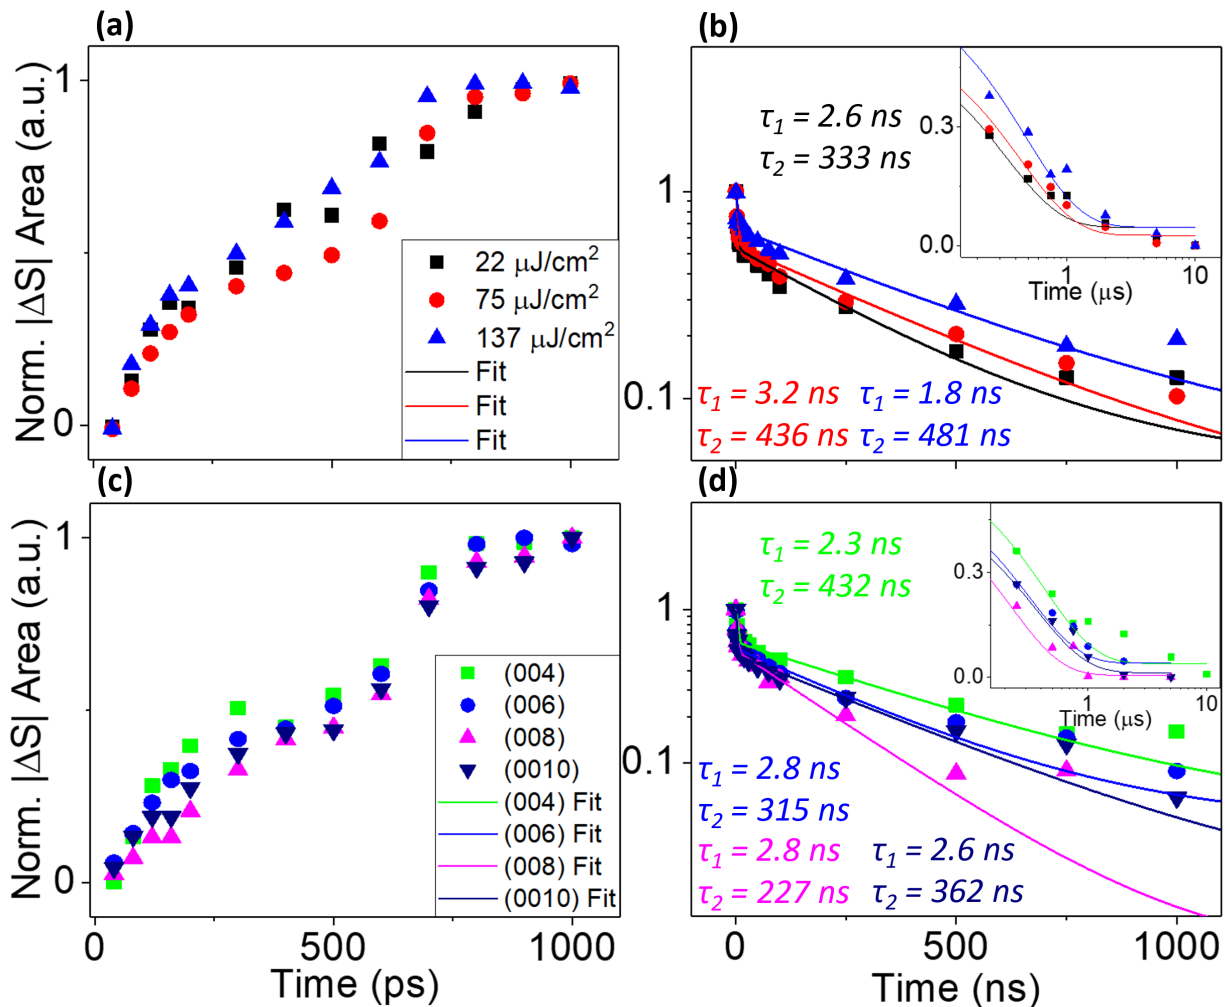 (a)
Norm. |ΔS| Area (a.u.)
1
0
22 μJ/cm²
75 μJ/cm²
137 μJ/cm²
Fit
Fit
Fit
(b)
1
0.1
τ₁ = 2.6 ns
τ₂ = 333 ns
τ₁ = 3.2 ns
τ₂ = 436 ns
τ₁ = 1.8 ns
τ₂ = 481 ns
0.3
0.0
1
10
Time (μs)
(c)
Norm. |ΔS| Area (a.u.)
1
0
(004)
(006)
(008)
(0010)
(004) Fit
(006) Fit
(008) Fit
(0010) Fit
0
500
1000
Time (ps)
(d)
1
0.1
τ₁ = 2.3 ns
τ₂ = 432 ns
τ₁ = 2.8 ns
τ₂ = 315 ns
τ₁ = 2.8 ns
τ₂ = 227 ns
τ₁ = 2.6 ns
τ₂ = 362 ns
0.3
0.0
1
10
Time (μs)
0
500
1000
Time (ns)